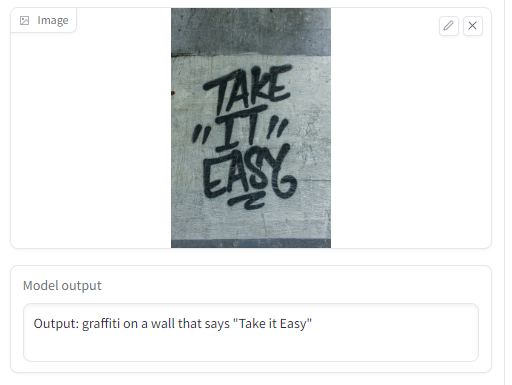 Image
TAKE
"IT"
EASY
Model output
Output: graffiti on a wall that says "Take it Easy"